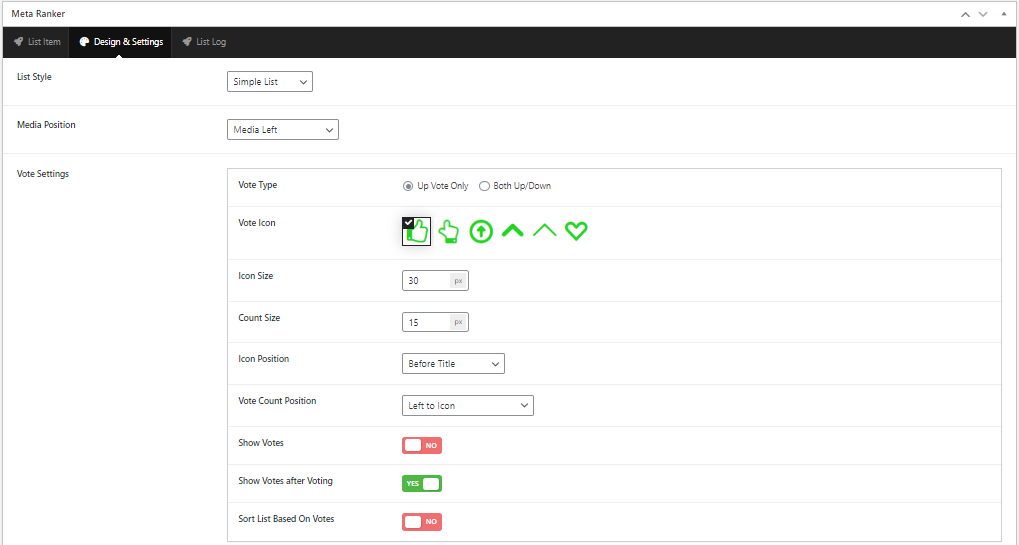 Meta Ranker
List Item Design & Settings List Log
List Style Simple List
Media Position Media Left
Vote Settings
Vote Type Up Vote Only Both Up/Down
Vote Icon
Icon Size 30 px
Count Size 15 px
Icon Position Before Title
Vote Count Position Left to Icon
Show Votes NO
Show Votes after Voting YES
Sort List Based On Votes NO